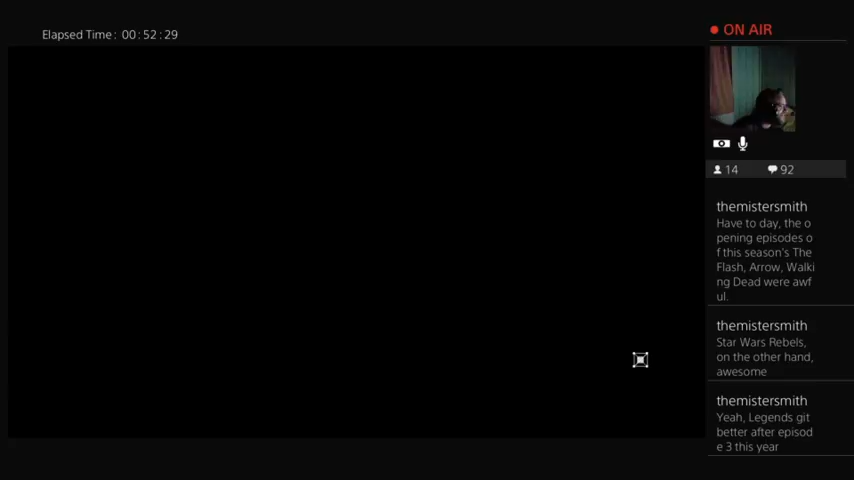 Elapsed Time: 00:52:29
ON AIR
14 92
themistersmith
Have to day, the o
pening episodes o
f this season's The
Flash, Arrow, Walki
ng Dead were awf
ul.
themistersmith
Star Wars Rebels,
on the other hand,
awesome
themistersmith
Yeah, Legends git
better after episod
e 3 this year